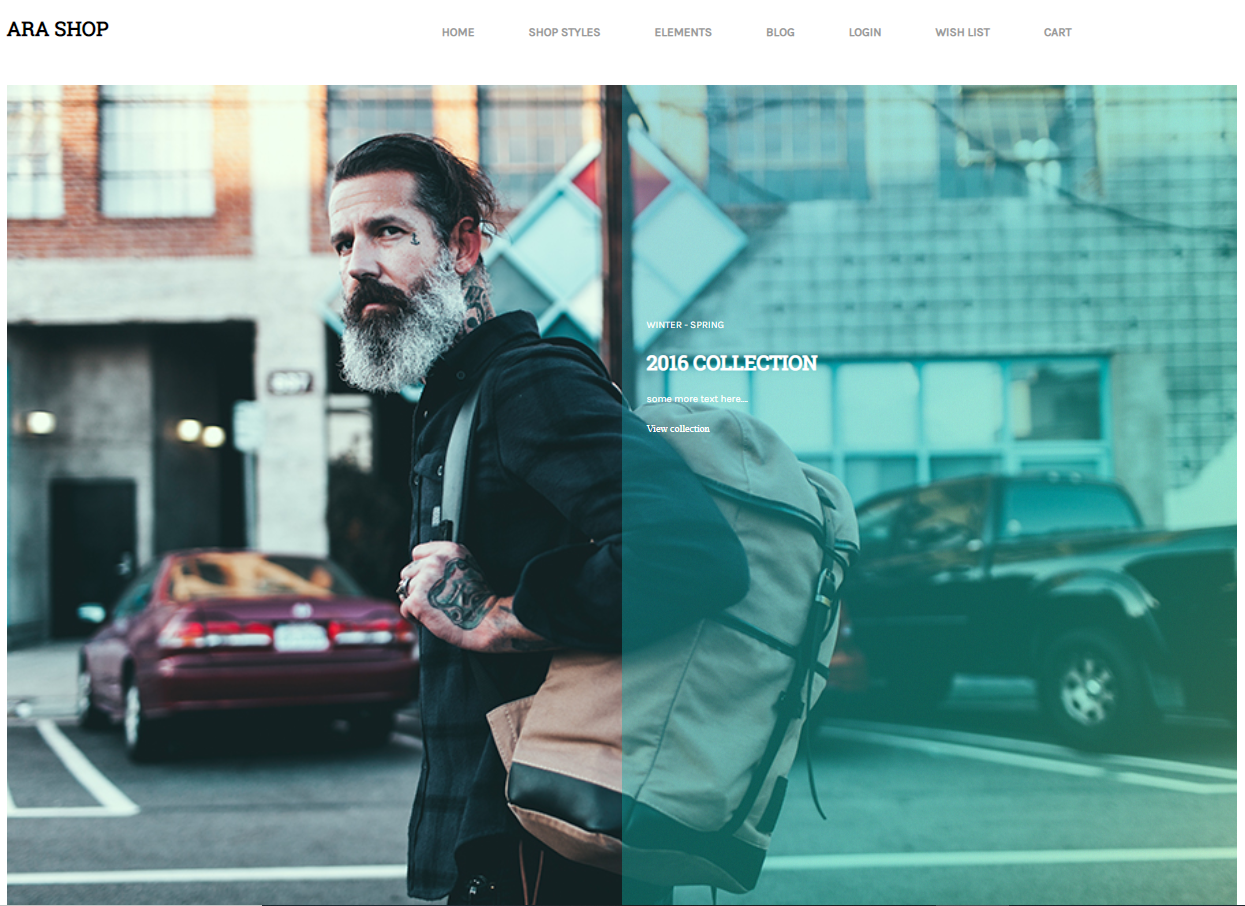 ARA SHOP
HOME SHOP STYLES ELEMENTS BLOG LOGIN WISH LIST CART
WINTER - SPRING
2016 COLLECTION
some more text here...
View collection